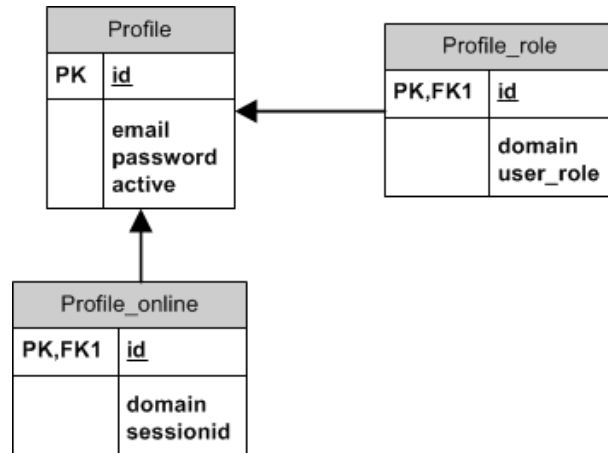 Profile
PK id
email
password
active
Profile_role
PK,FK1 id
domain
user_role
Profile_online
PK,FK1 id
domain
sessionid